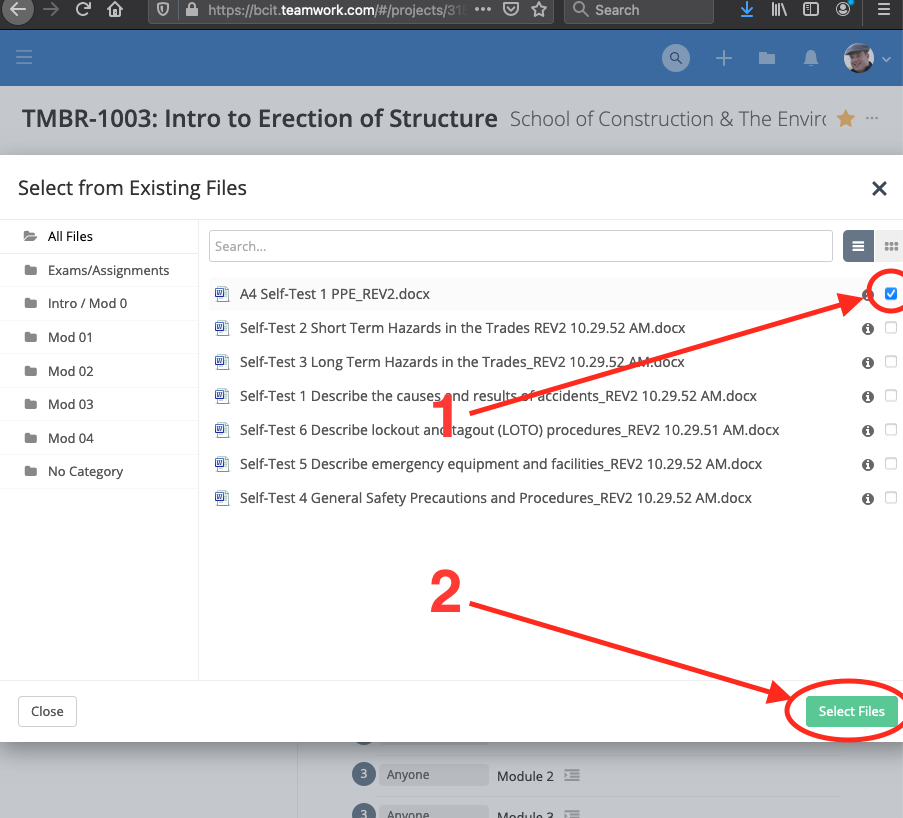 https://bcit.teamwork.com/#/projects/315
Search
TMBR-1003: Intro to Erection of Structure School of Construction & The Enviro
Select from Existing Files
All Files
Exams/Assignments
Intro / Mod 0
Mod 01
Mod 02
Mod 03
Mod 04
No Category
Search...
A4 Self-Test 1 PPE_REV2.docx
Self-Test 2 Short Term Hazards in the Trades REV2 10.29.52 AM.docx
Self-Test 3 Long Term Hazards in the Trades_REV2 10.29.52 AM.docx
Self-Test 1 Describe the causes and results of accidents_REV2 10.29.52 AM.docx
Self-Test 6 Describe lockout and tagout (LOTO) procedures_REV2 10.29.51 AM.docx
Self-Test 5 Describe emergency equipment and facilities_REV2 10.29.52 AM.docx
Self-Test 4 General Safety Precautions and Procedures_REV2 10.29.52 AM.docx
1
2
Close
Select Files
3 Anyone Module 2
3 Anyone Module 3